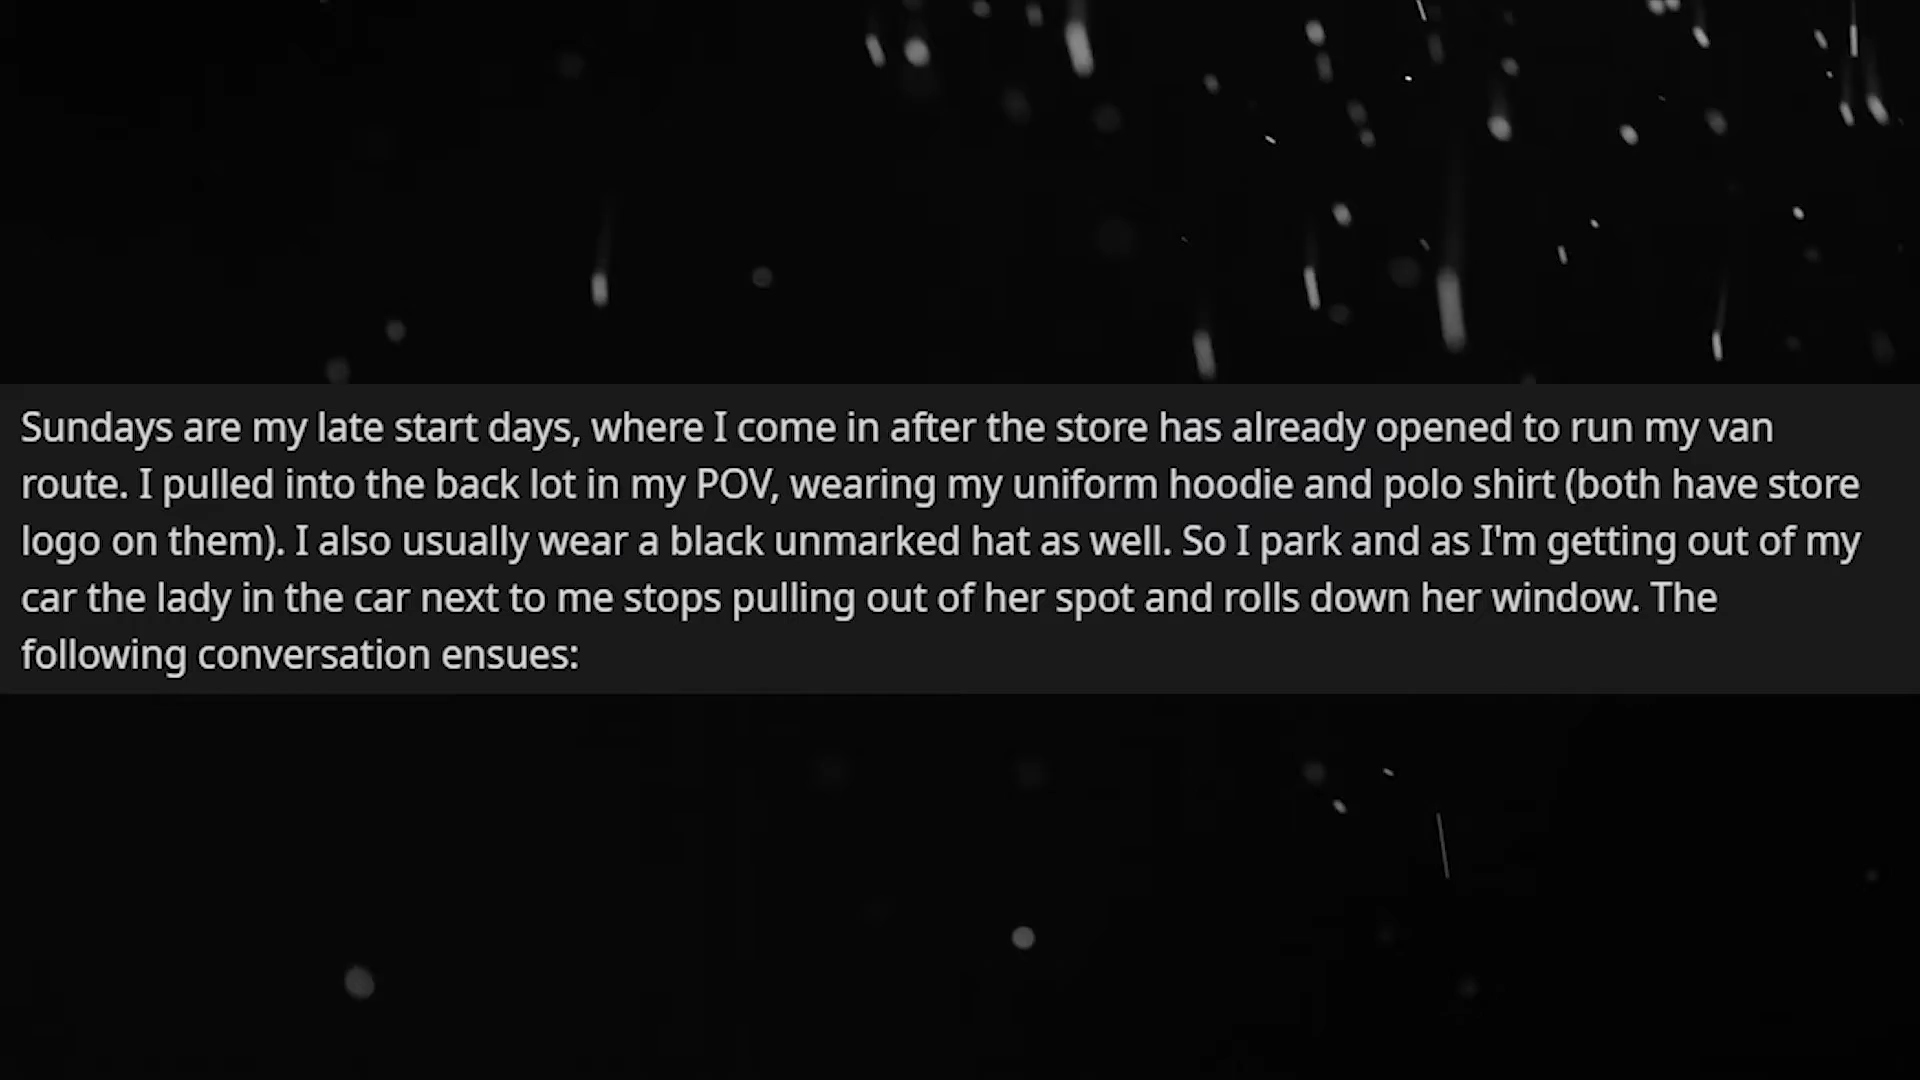 Sundays are my late start days, where I come in after the store has already opened to run my van
route. I pulled into the back lot in my POV, wearing my uniform hoodie and polo shirt (both have store
logo on them). I also usually wear a black unmarked hat as well. So I park and as I'm getting out of my
car the lady in the car next to me stops pulling out of her spot and rolls down her window. The
following conversation ensues: